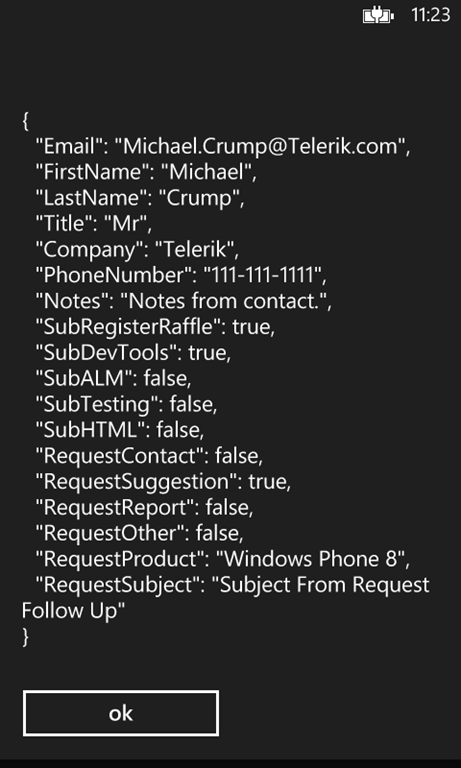 11:23
{
"Email": "Michael.Crump@Telerik.com",
"FirstName": "Michael",
"LastName": "Crump",
"Title": "Mr",
"Company": "Telerik",
"PhoneNumber": "111-111-1111",
"Notes": "Notes from contact.",
"SubRegisterRaffle": true,
"SubDevTools": true,
"SubALM": false,
"SubTesting": false,
"SubHTML": false,
"RequestContact": false,
"RequestSuggestion": true,
"RequestReport": false,
"RequestOther": false,
"RequestProduct": "Windows Phone 8",
"RequestSubject": "Subject From Request
Follow Up"
}
ok